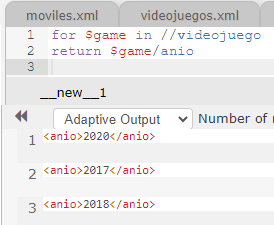 moviles.xml videojuegos.xml
1 for $game in //videojuego
2 return $game/anio
3
__new__1
Adaptive Output Number of
1 <anio>2020</anio>
2 <anio>2017</anio>
3 <anio>2018</anio>